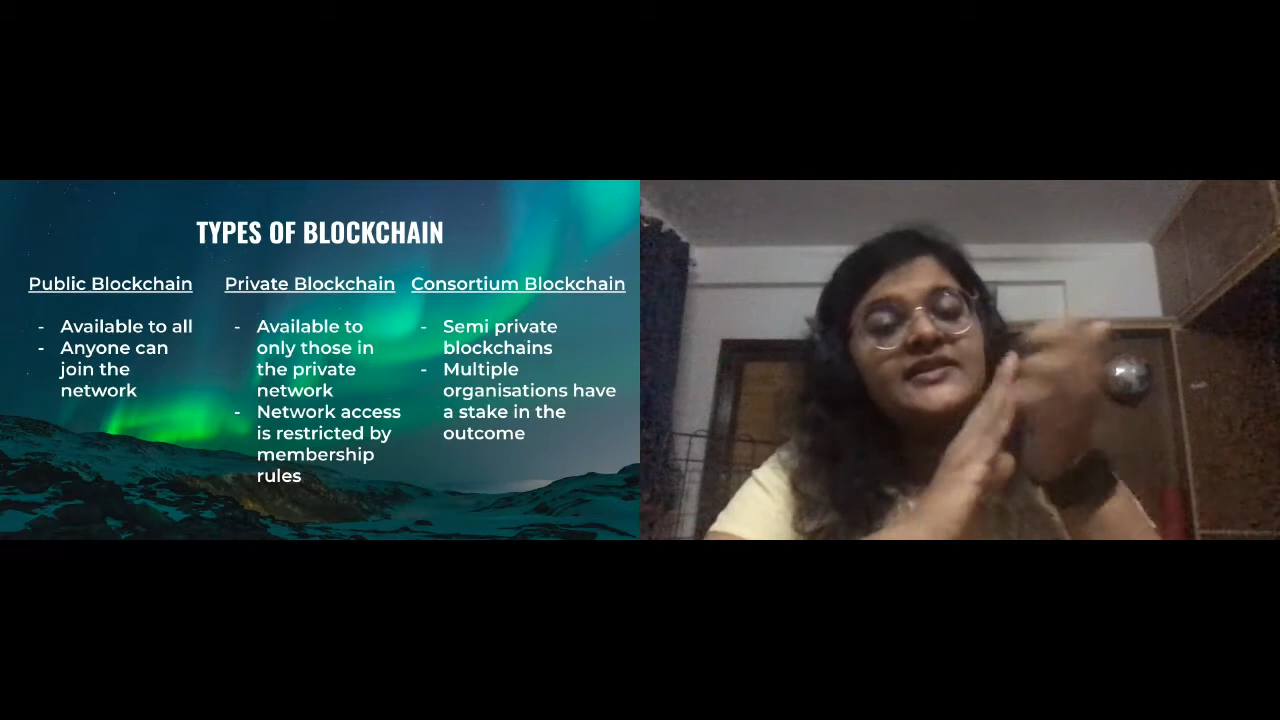 TYPES OF BLOCKCHAIN
Public Blockchain
- Available to all
- Anyone can
join the
network
Private Blockchain
- Available to
only those in
the private
network
- Network access
is restricted by
membership
rules
Consortium Blockchain
- Semi private
blockchains
- Multiple
organisations have
a stake in the
outcome